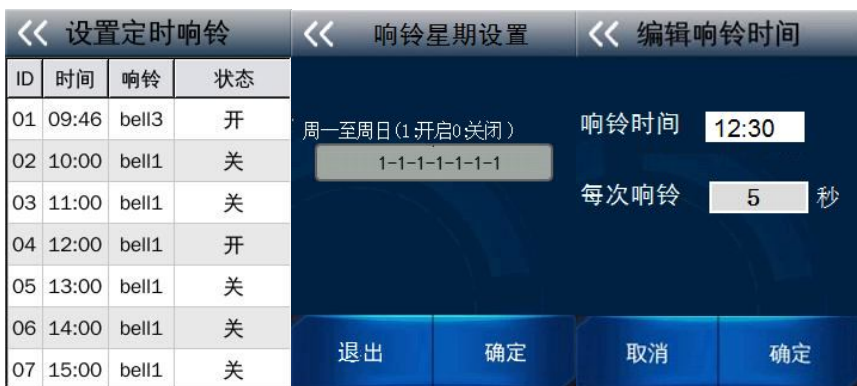 设置定时响铃
ID 时间 响铃 状态
01 09:46 bell3 开
02 10:00 bell1 关
03 11:00 bell1 关
04 12:00 bell1 开
05 13:00 bell1 关
06 14:00 bell1 关
07 15:00 bell1 关
响铃星期设置
周一至周日(1:开启0:关闭)
1-1-1-1-1-1-1
退出 确定
编辑响铃时间
响铃时间 12:30
每次响铃 5 秒
取消 确定